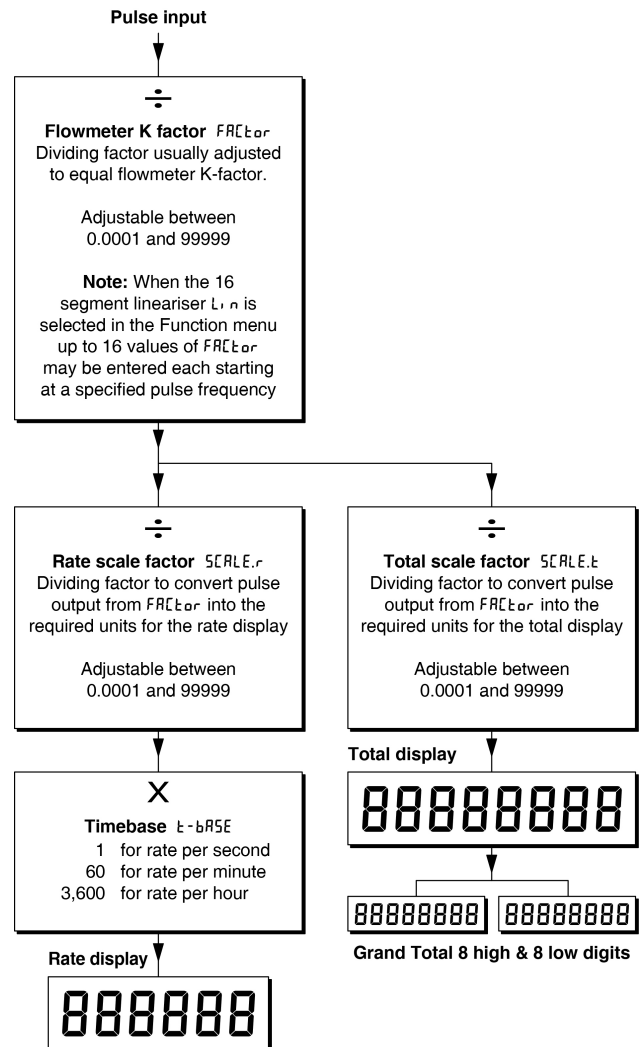 Pulse input
÷
Flowmeter K factor FACtor
Dividing factor usually adjusted
to equal flowmeter K-factor.
Adjustable between
0.0001 and 99999
Note: When the 16
segment lineariser Lin is
selected in the Function menu
up to 16 values of FACtor
may be entered each starting
at a specified pulse frequency
÷
Rate scale factor SCALE.r
Dividing factor to convert pulse
output from FACtor into the
required units for the rate display
Adjustable between
0.0001 and 99999
÷
Total scale factor SCALE.t
Dividing factor to convert pulse
output from FACtor into the
required units for the total display
Adjustable between
0.0001 and 99999
X
Timebase t-bASE
1 for rate per second
60 for rate per minute
3,600 for rate per hour
Total display
88888888
88888888 88888888
Grand Total 8 high & 8 low digits
Rate display
888888